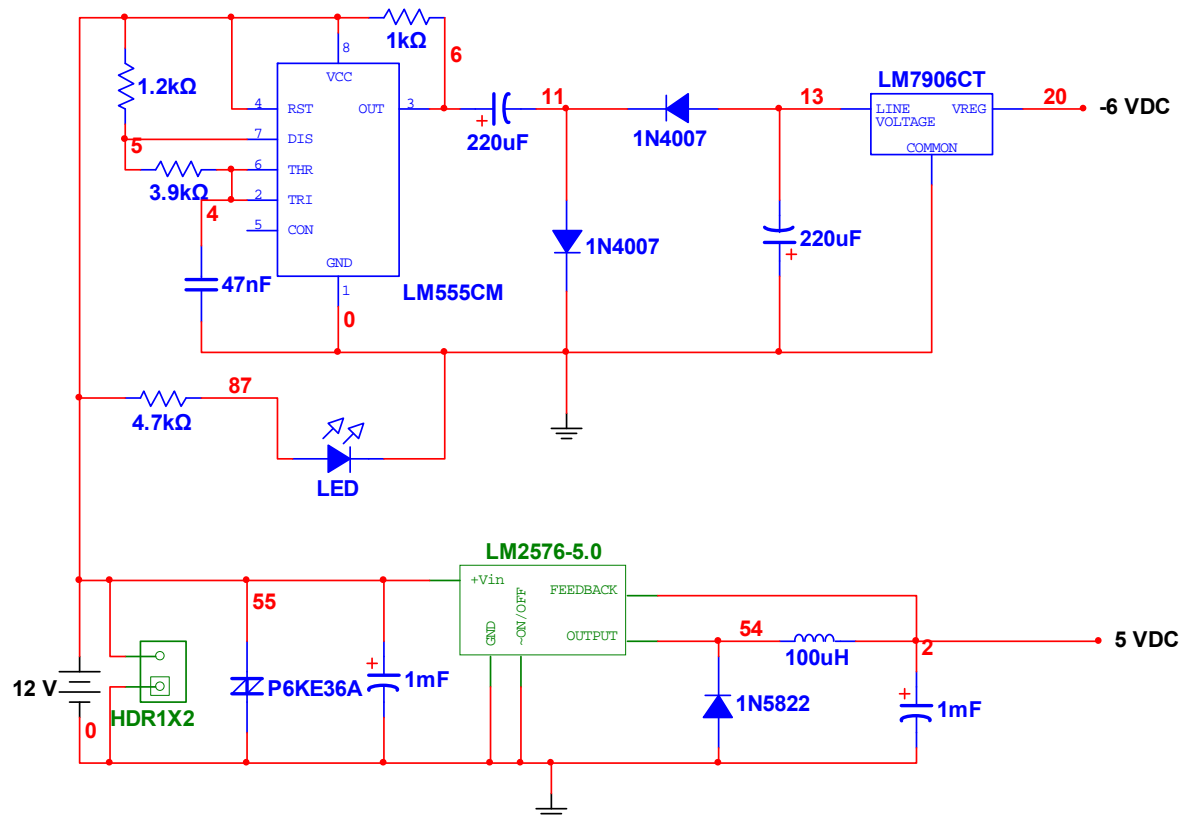 1kΩ
6
8
VCC
1.2kΩ
LM7906CT
4
RST
OUT
3
11
13
LINE
VOLTAGE
VREG
20
-6 VDC
5
7
DIS
220uF
1N4007
COMMON
3.9kΩ
6
THR
4
2
TRI
5
CON
1N4007
220uF
GND
47nF
1
LM555CM
0
87
4.7kΩ
LED
LM2576-5.0
+Vin
FEEDBACK
55
GND
~ON/OFF
OUTPUT
54
2
5 VDC
100uH
12 V
P6KE36A
1mF
1N5822
1mF
HDR1X2
0